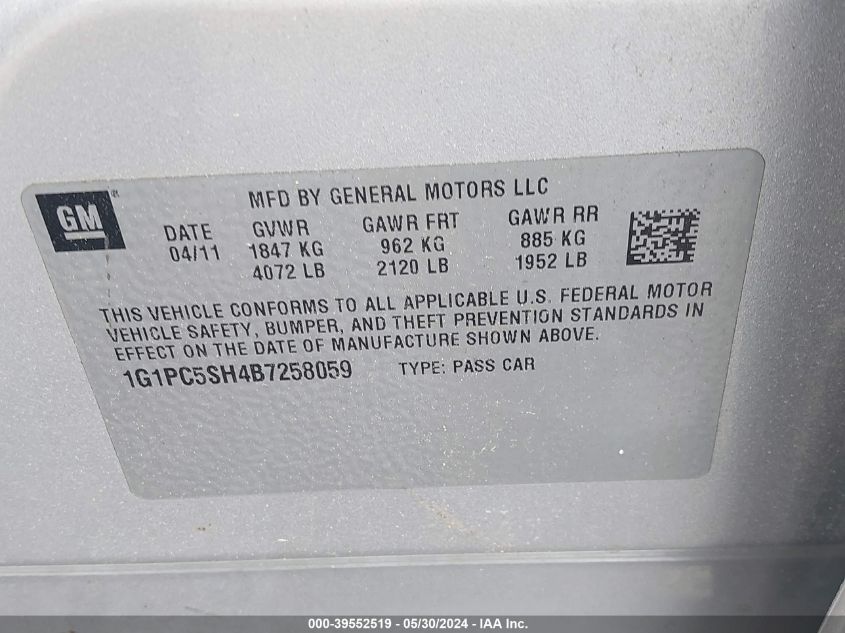 GM
MFD BY GENERAL MOTORS LLC
DATE GVWR GAWR FRT GAWR RR
04/11 1847 KG 962 KG 885 KG
4072 LB 2120 LB 1952 LB
THIS VEHICLE CONFORMS TO ALL APPLICABLE U.S. FEDERAL MOTOR
VEHICLE SAFETY, BUMPER, AND THEFT PREVENTION STANDARDS IN
EFFECT ON THE DATE OF MANUFACTURE SHOWN ABOVE.
1G1PC5SH4B7258059 TYPE: PASS CAR
000-39552519 - 05/30/2024 - IAA Inc.